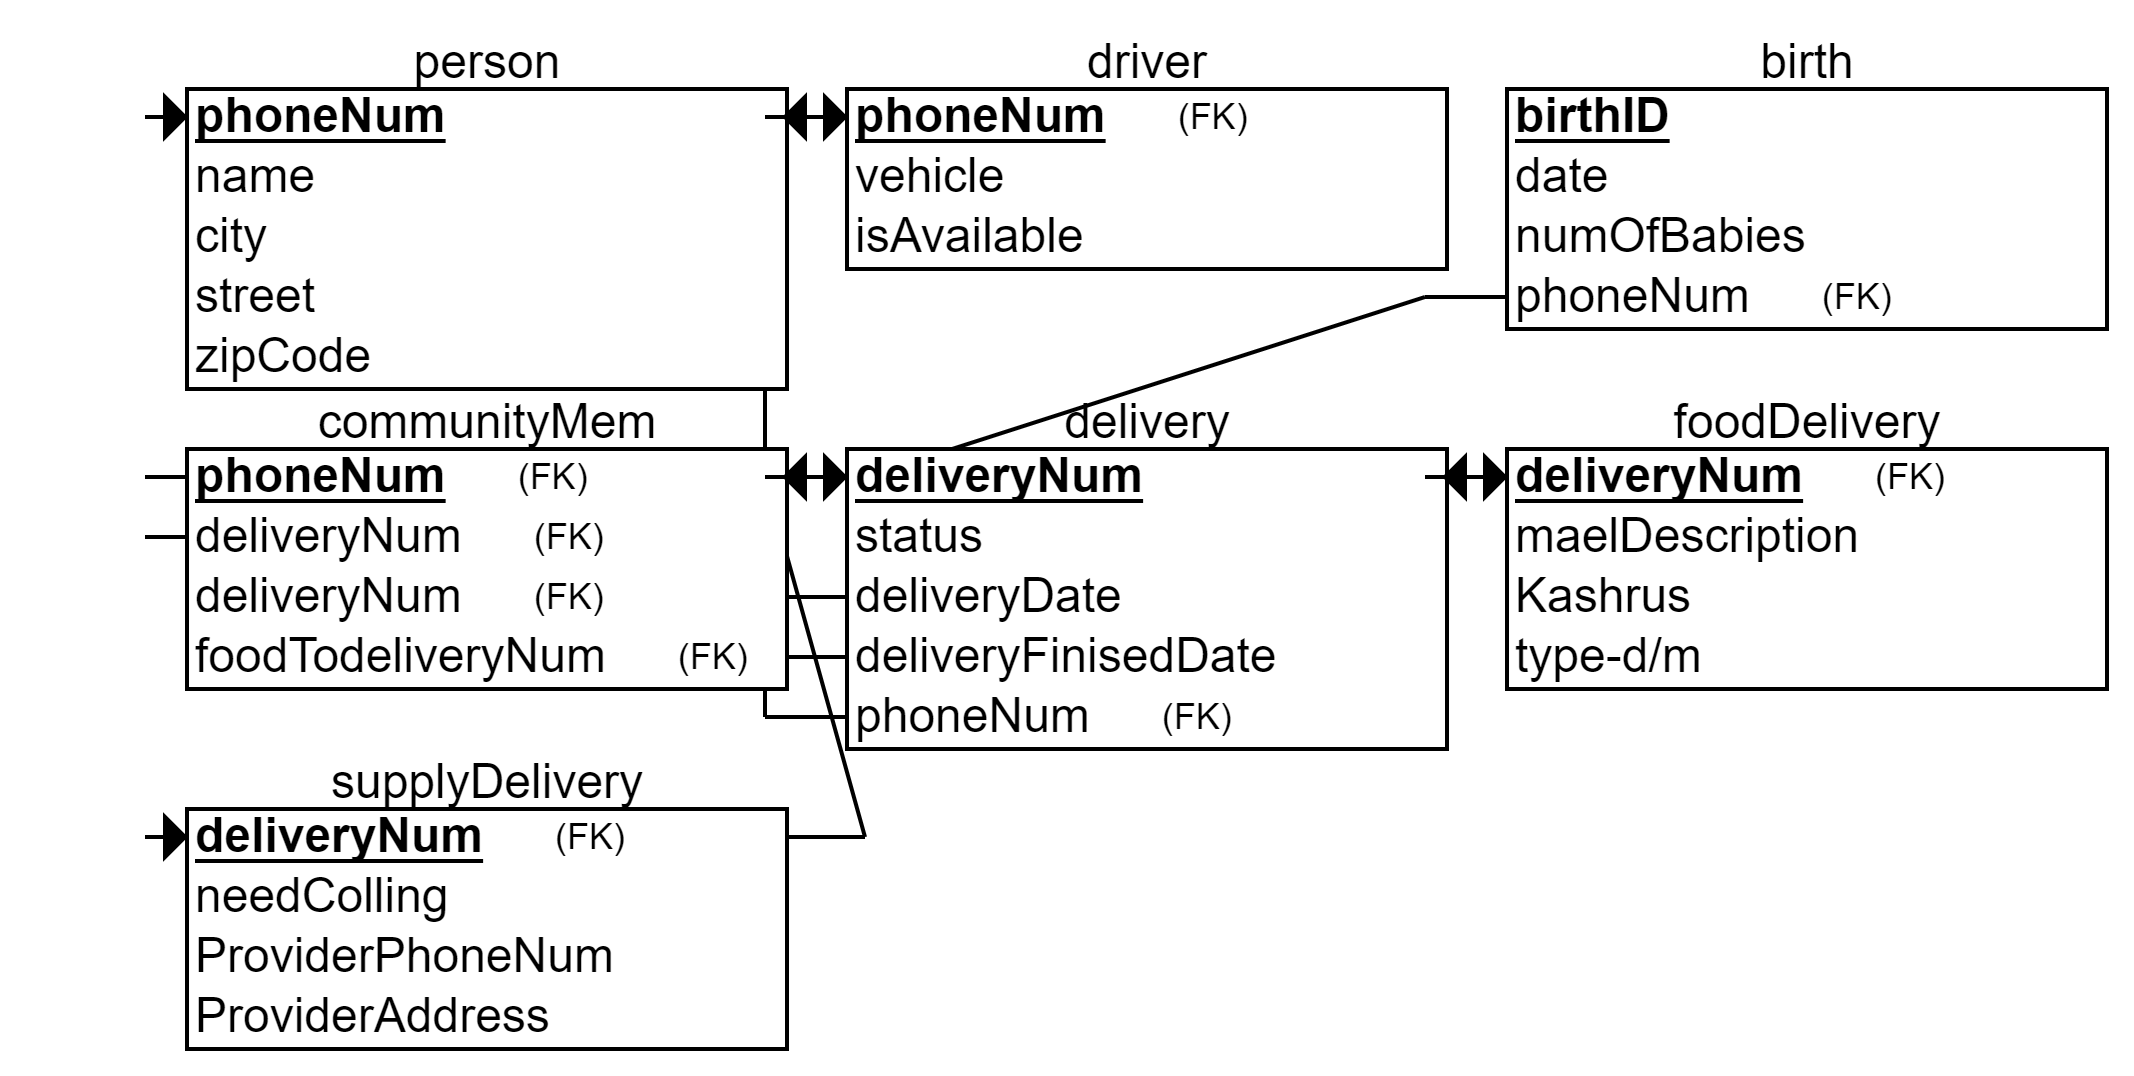 person
phoneNum
name
city
street
zipCode
driver
phoneNum (FK)
vehicle
isAvailable
birth
birthID
date
numOfBabies
phoneNum (FK)
communityMem
phoneNum (FK)
deliveryNum (FK)
deliveryNum (FK)
foodTodeliveryNum (FK)
delivery
deliveryNum
status
deliveryDate
deliveryFinisedDate
phoneNum (FK)
foodDelivery
deliveryNum (FK)
maelDescription
Kashrus
type-d/m
supplyDelivery
deliveryNum (FK)
needColling
ProviderPhoneNum
ProviderAddress